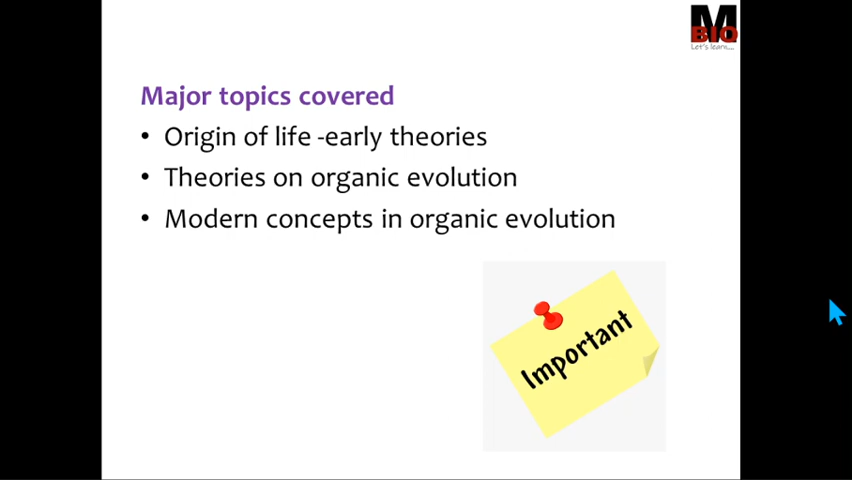 M
BIQ
Let's learn....
Major topics covered
• Origin of life -early theories
• Theories on organic evolution
• Modern concepts in organic evolution
Important